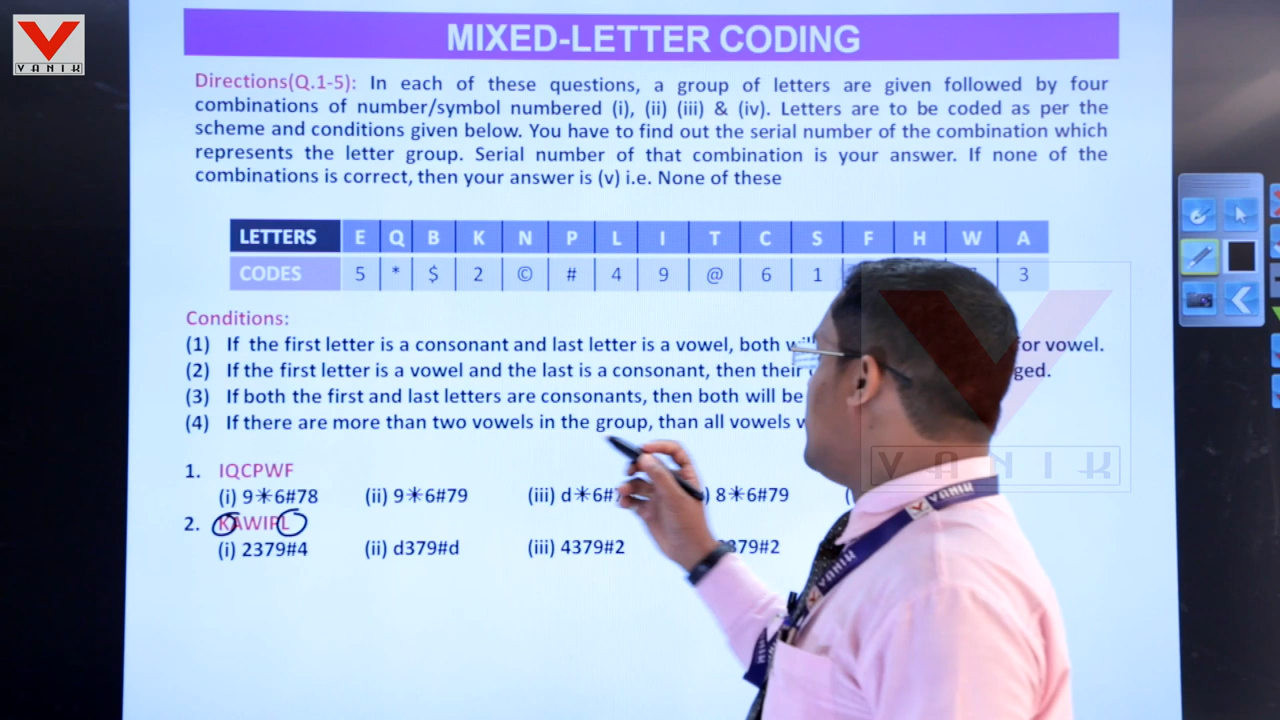 VANIK
MIXED-LETTER CODING
Directions(Q.1-5): In each of these questions, a group of letters are given followed by four
combinations of number/symbol numbered (i), (ii) (iii) & (iv). Letters are to be coded as per the
scheme and conditions given below. You have to find out the serial number of the combination which
represents the letter group. Serial number of that combination is your answer. If none of the
combinations is correct, then your answer is (v) i.e. None of these
LETTERS E Q B K N P L I T C S F H W A
CODES 5 * $ 2 © # 4 9 @ 6 1 3
Conditions:
(1) If the first letter is a consonant and last letter is a vowel, both for vowel.
(2) If the first letter is a vowel and the last is a consonant, then their
(3) If both the first and last letters are consonants, then both will be
(4) If there are more than two vowels in the group, than all vowels
1. IQCPWF
(i) 9*6#78 (ii) 9*6#79 (iii) d*6# 8*6#79
2. KAWIPL
(i) 2379#4 (ii) d379#d (iii) 4379#2 379#2
VANIK
VANIK
VANIK